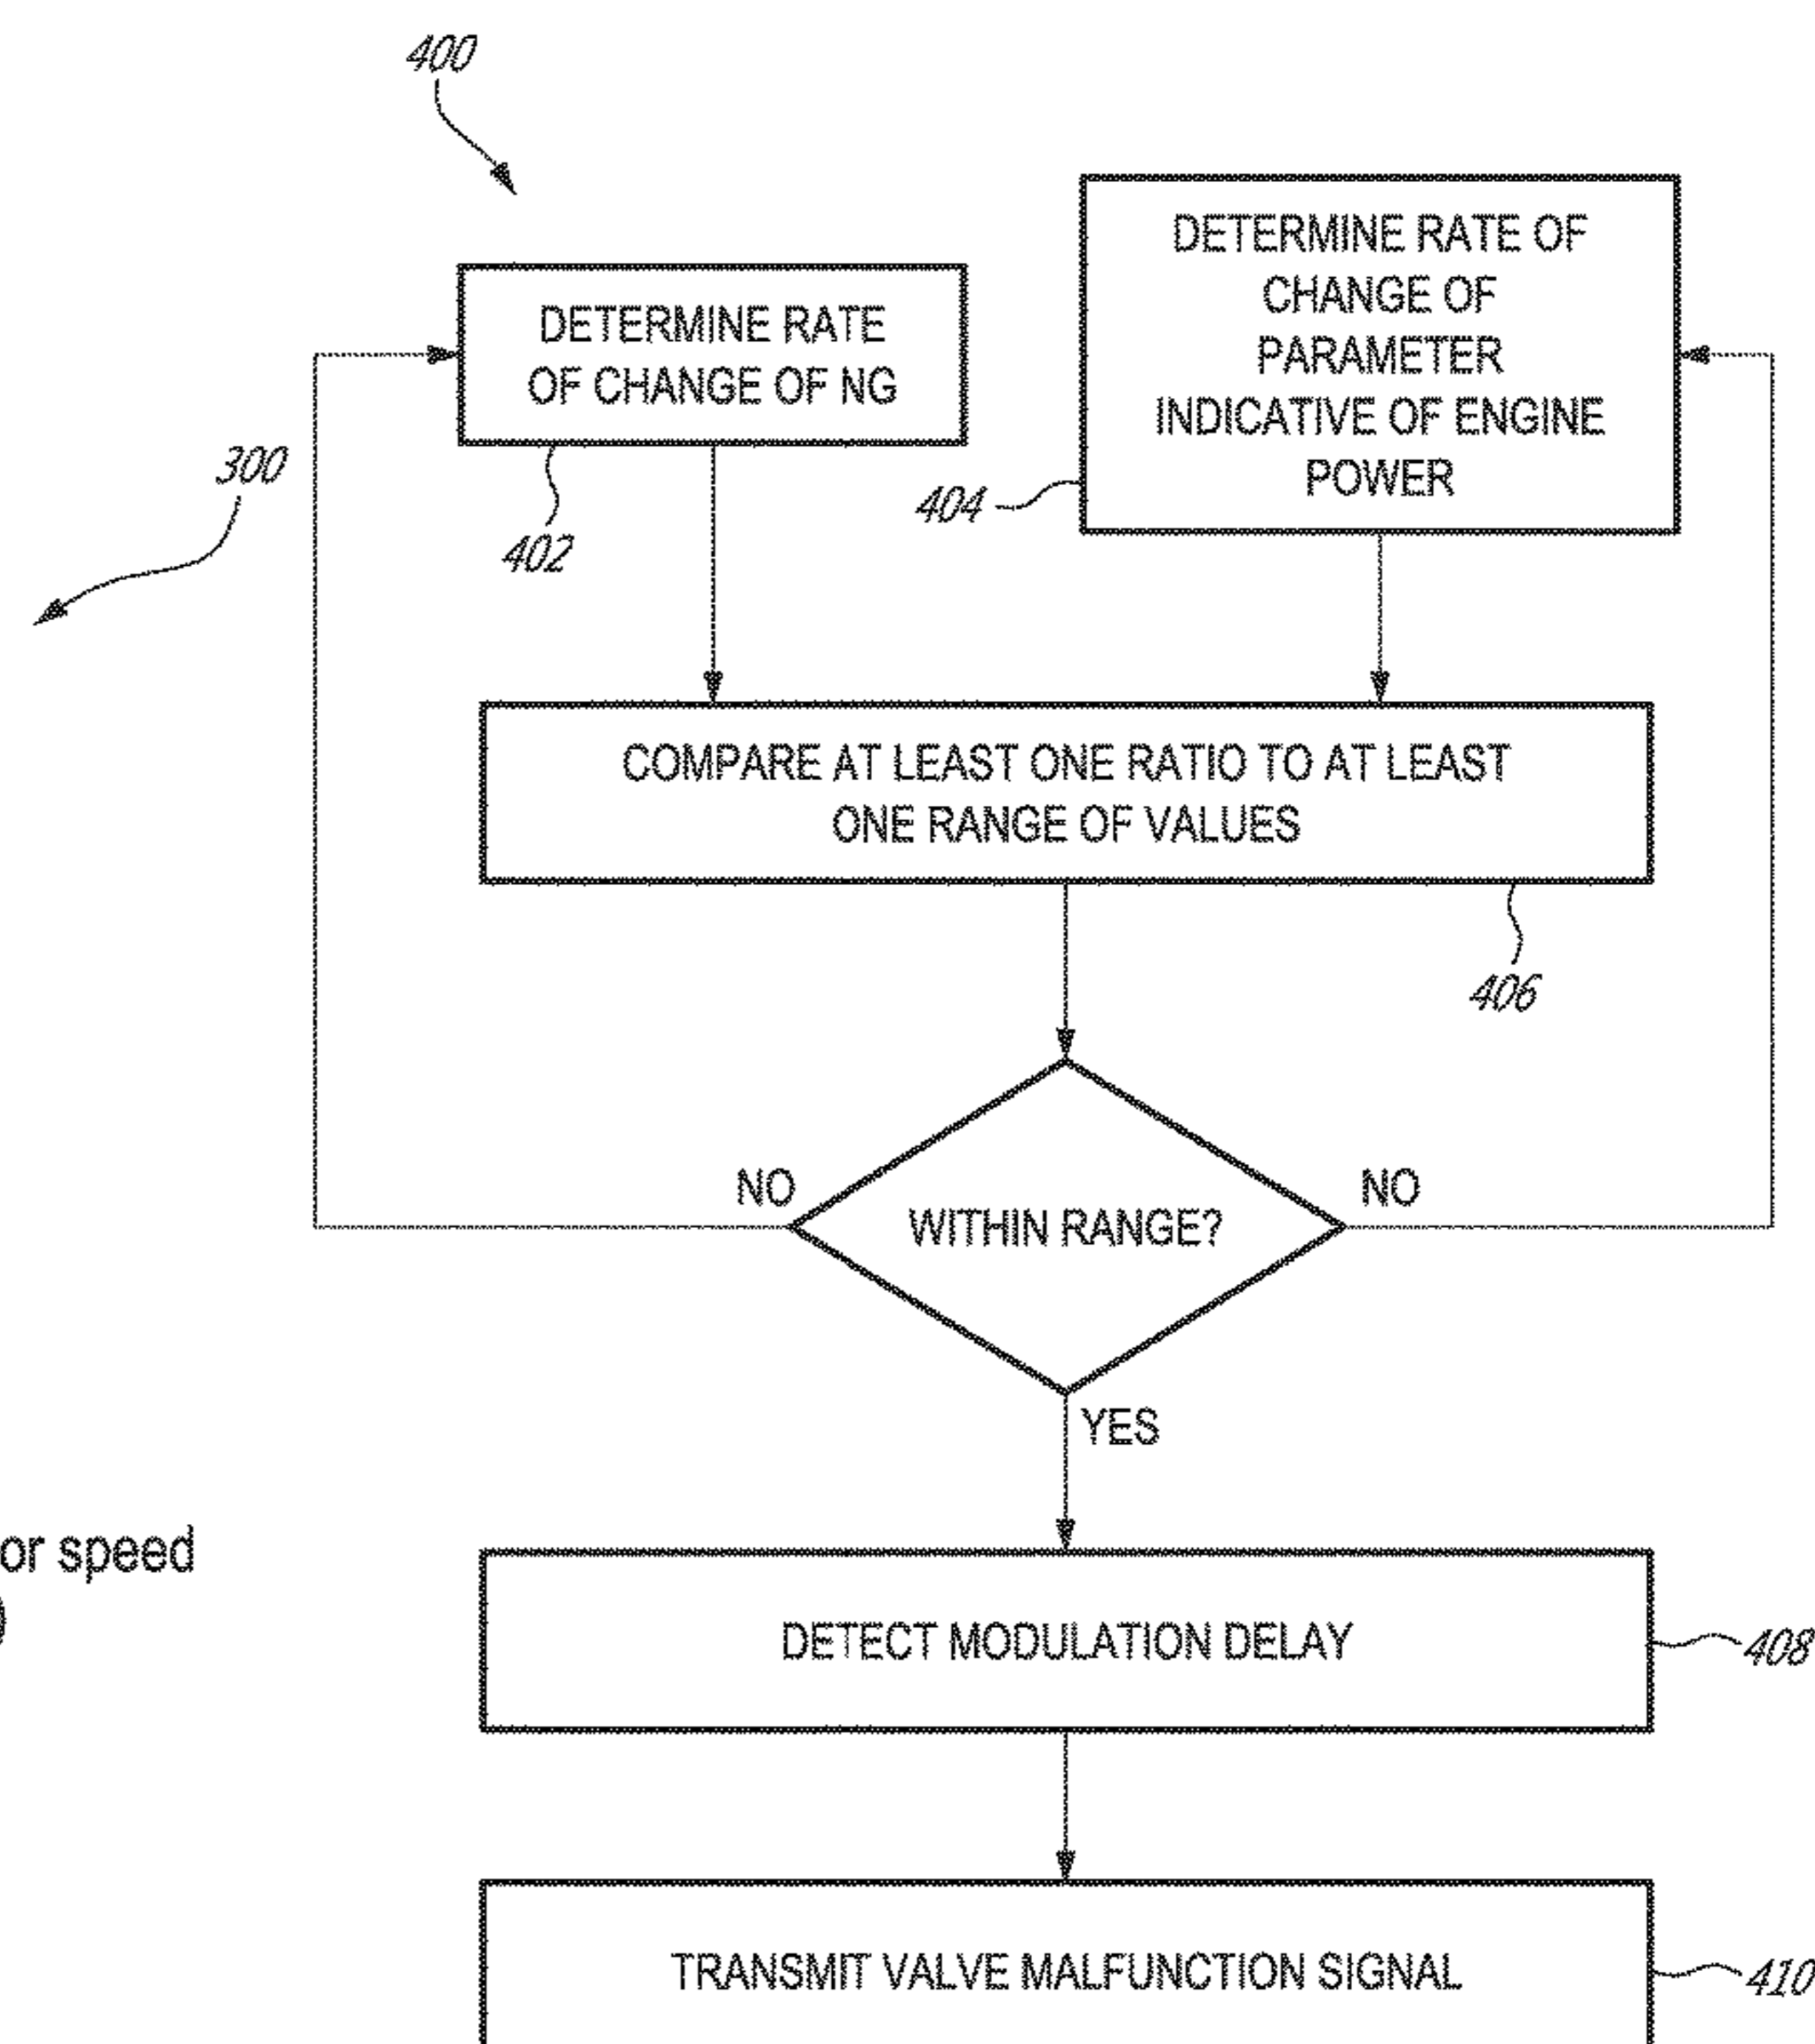 400
DETERMINE RATE OF
CHANGE OF
PARAMETER
INDICATIVE OF ENGINE
POWER
DETERMINE RATE
OF CHANGE OF NG
300
404
402
COMPARE AT LEAST ONE RATIO TO AT LEAST
ONE RANGE OF VALUES
406
NO
NO
WITHIN RANGE?
YES
or speed
)
DETECT MODULATION DELAY
408
TRANSMIT VALVE MALFUNCTION SIGNAL
410